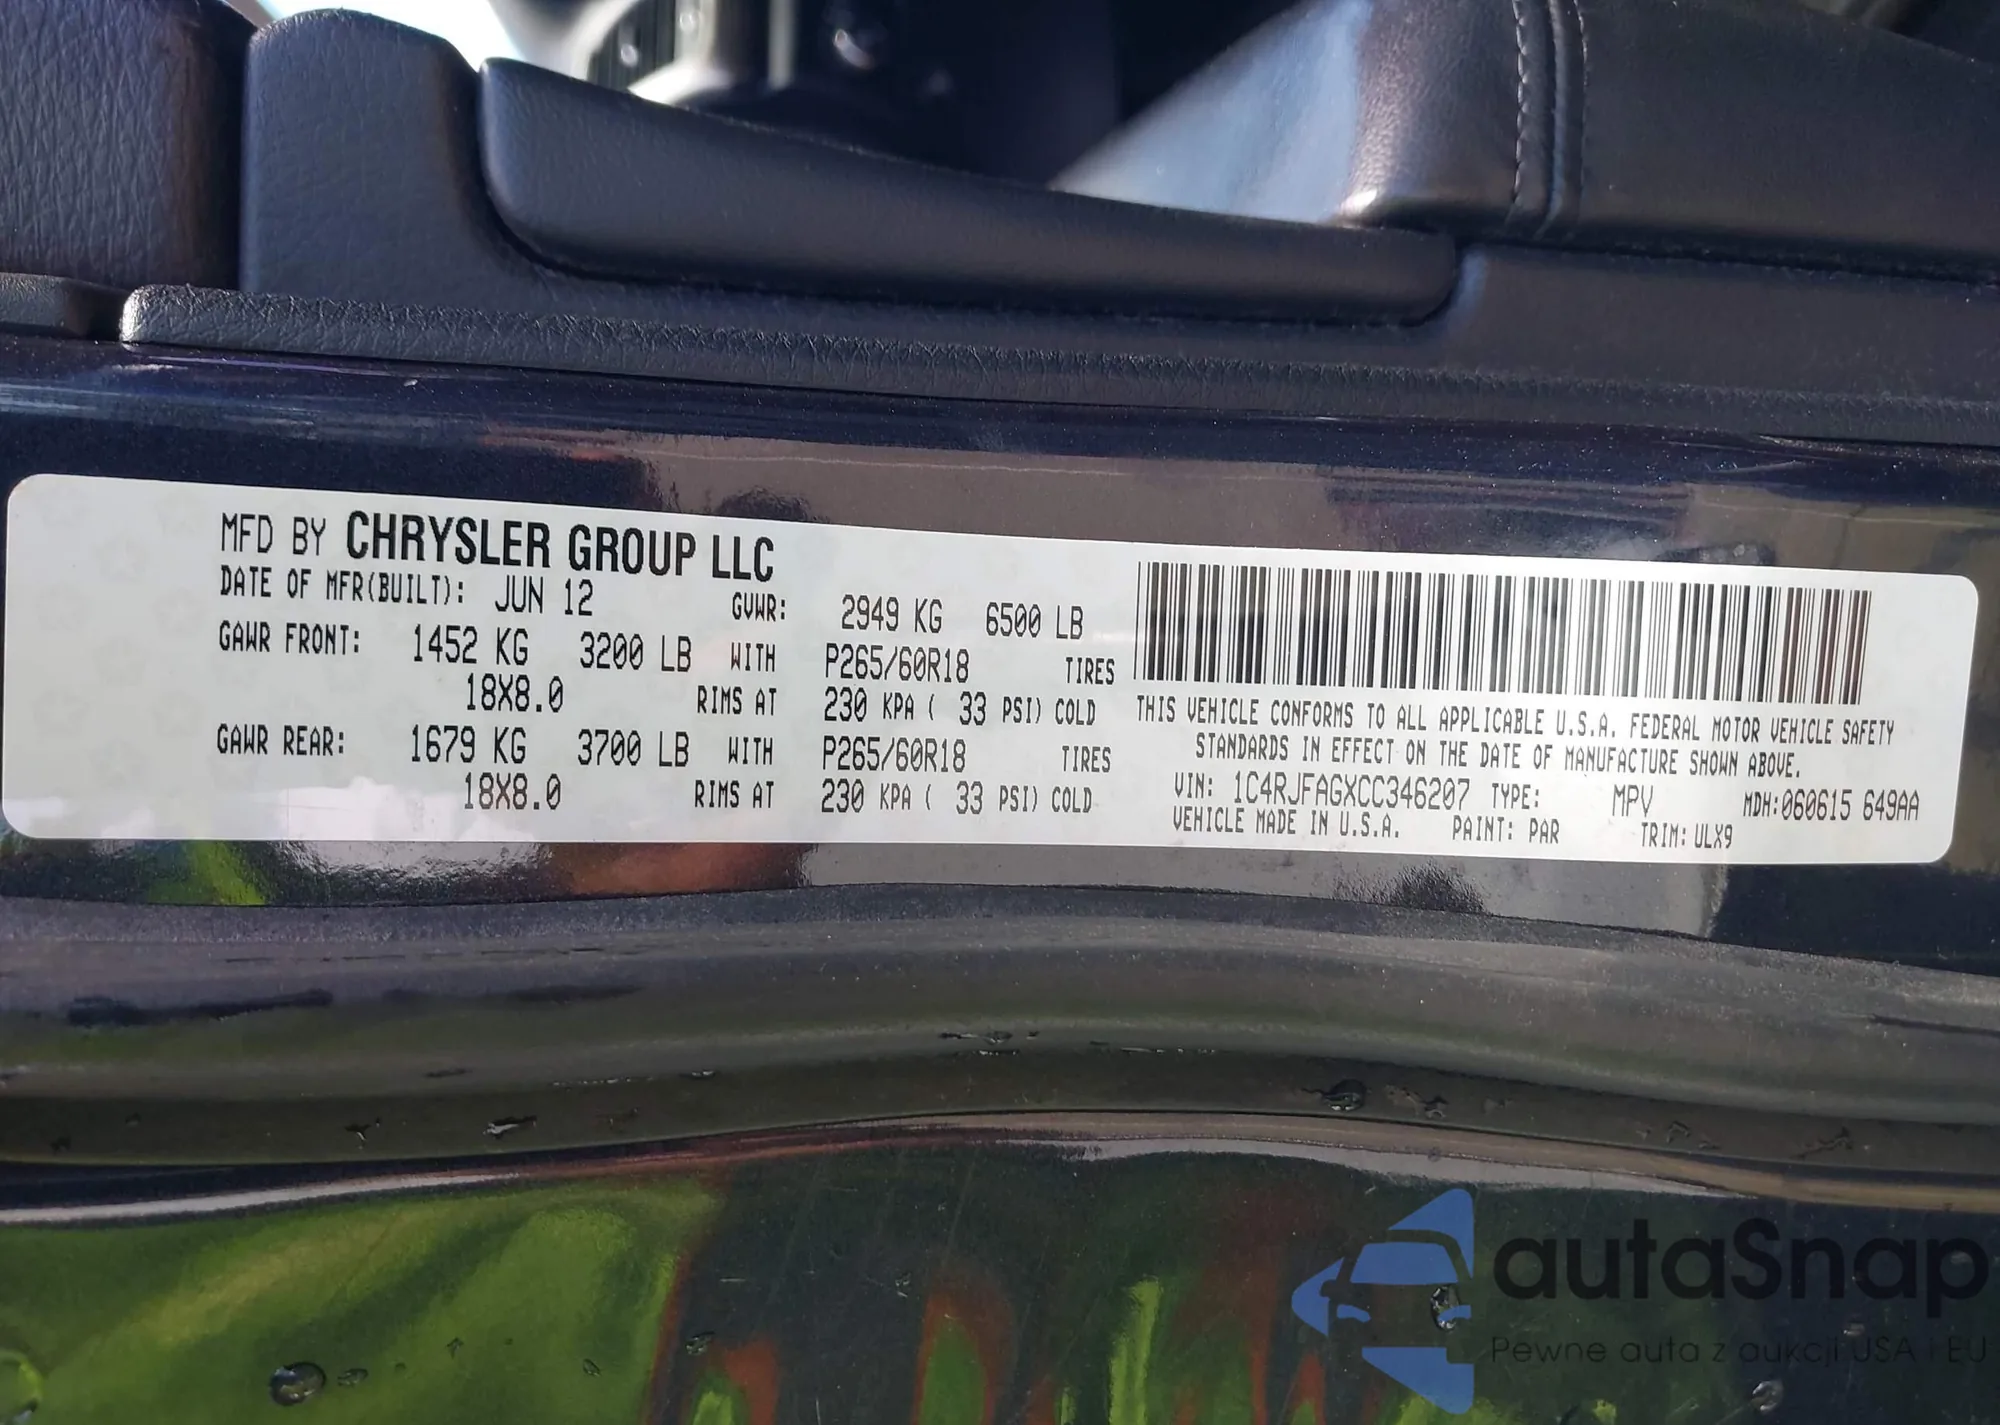 MFD BY CHRYSLER GROUP LLC
DATE OF MFR(BUILT): JUN 12 GVWR: 2949 KG 6500 LB
GAWR FRONT: 1452 KG 3200 LB WITH P265/60R18 TIRES
18X8.0 RIMS AT 230 KPA ( 33 PSI) COLD
GAWR REAR: 1679 KG 3700 LB WITH P265/60R18 TIRES
18X8.0 RIMS AT 230 KPA ( 33 PSI) COLD
THIS VEHICLE CONFORMS TO ALL APPLICABLE U.S.A. FEDERAL MOTOR VEHICLE SAFETY
STANDARDS IN EFFECT ON THE DATE OF MANUFACTURE SHOWN ABOVE.
VIN: 1C4RJFAGXCC346207 TYPE: MPV MDH:060615 649AA
VEHICLE MADE IN U.S.A. PAINT: PAR TRIM: ULX9
autaSnap
Pewne auta z aukcji USA i EU